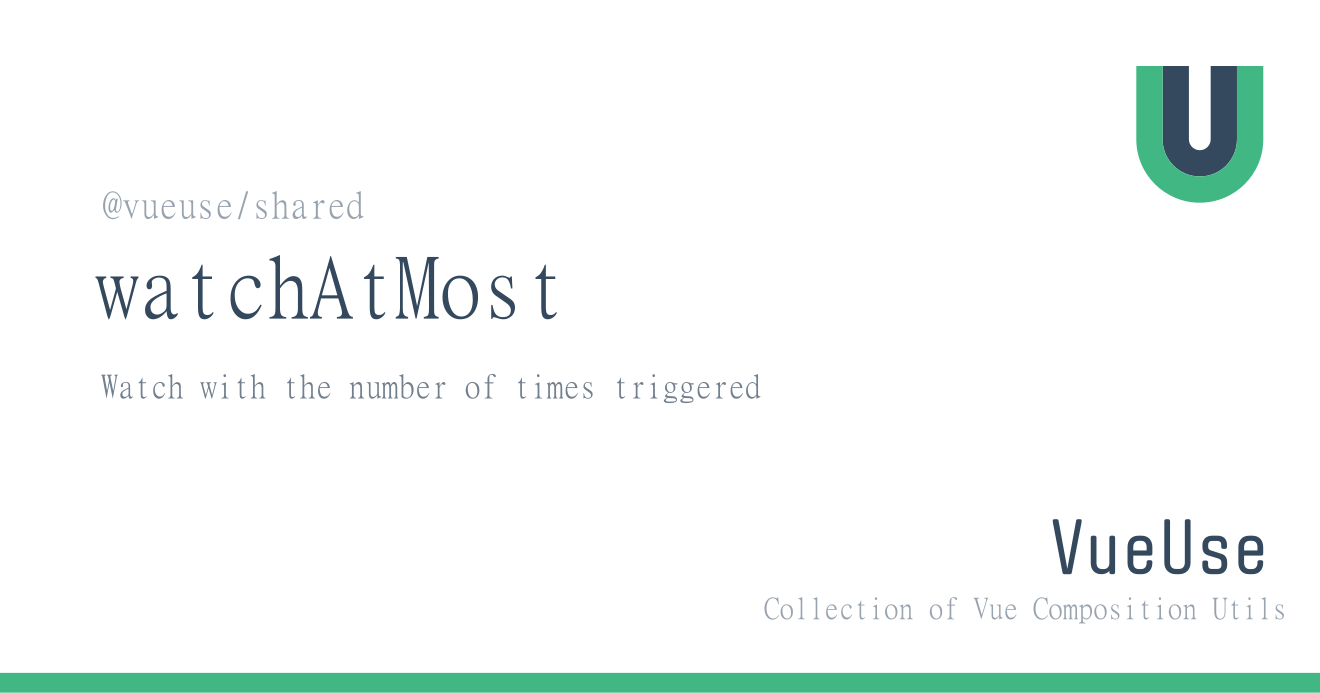 @vueuse/shared
watchAtMost
Watch with the number of times triggered
VueUse
Collection of Vue Composition Utils